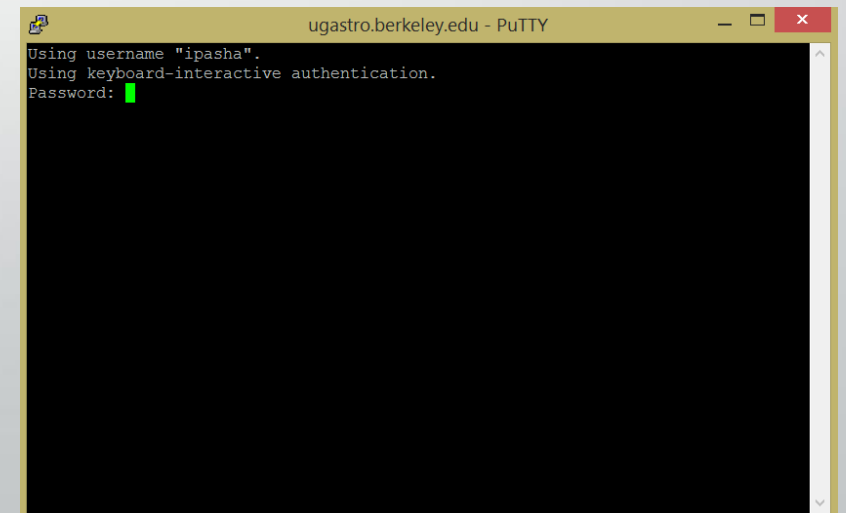 ugastro.berkeley.edu - PuTTY
Using username "ipasha".
Using keyboard-interactive authentication.
Password: